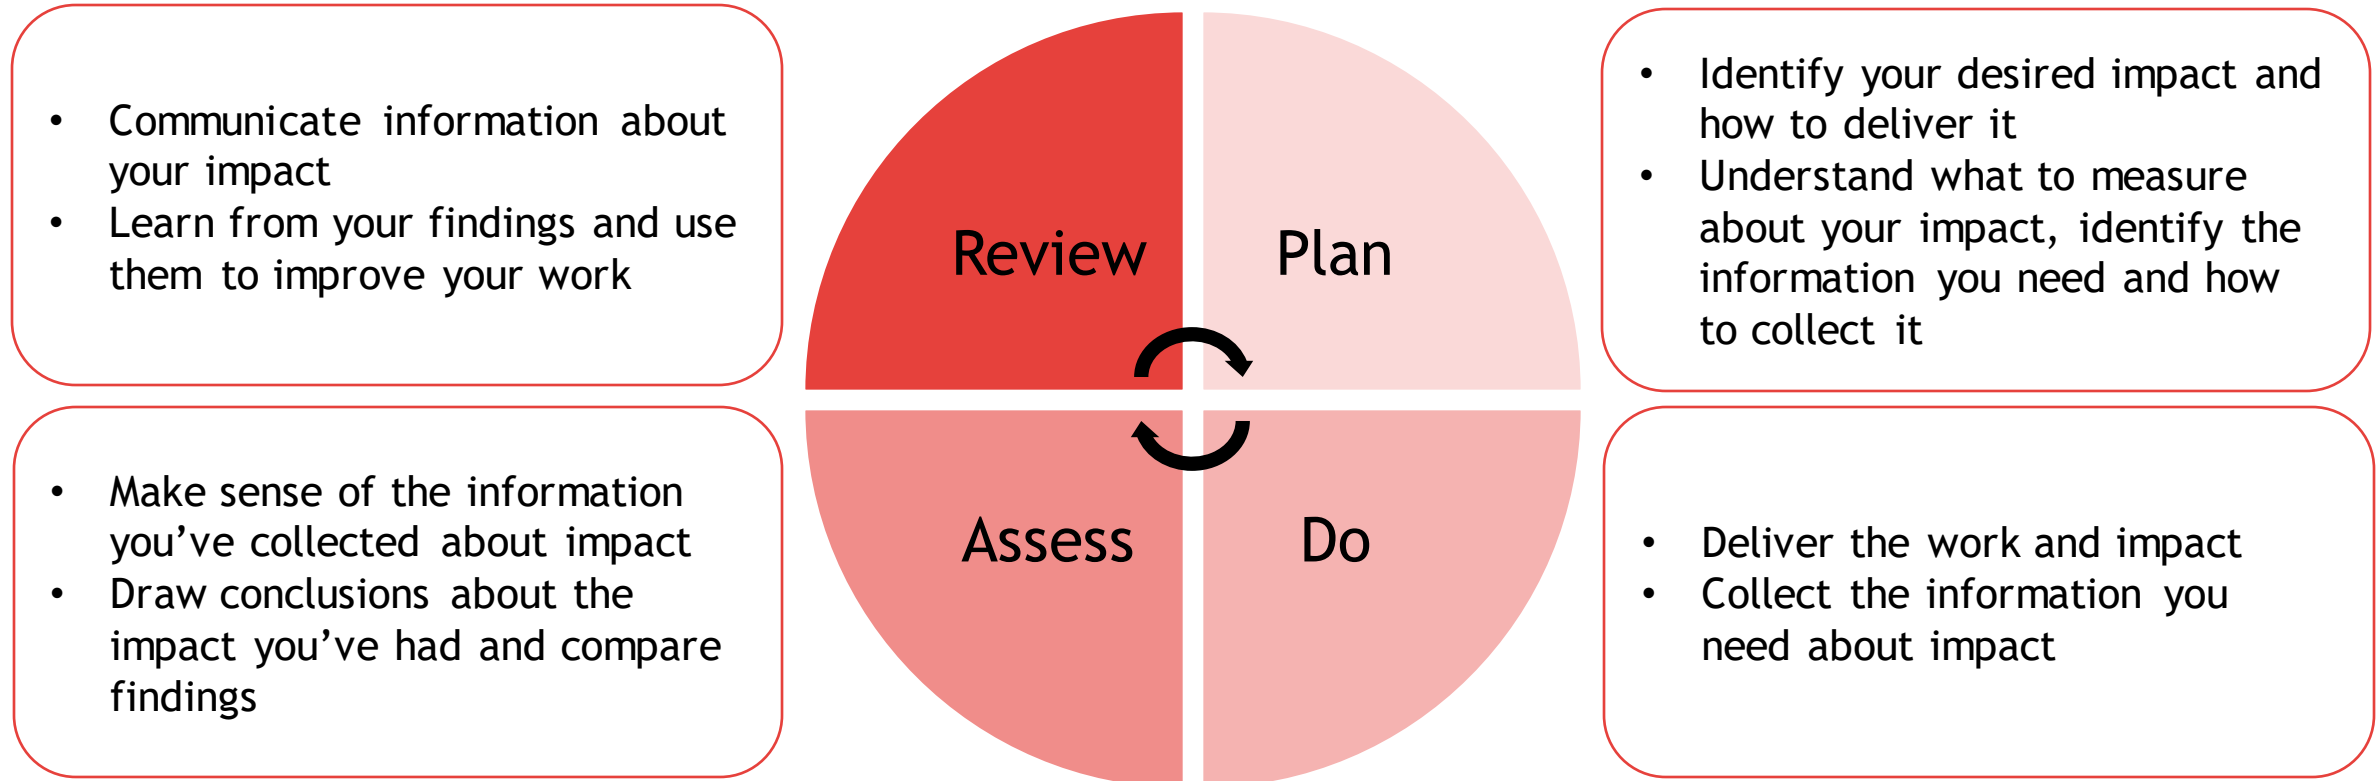 • Communicate information about
your impact
• Learn from your findings and use
them to improve your work
Review
Plan
• Identify your desired impact and
how to deliver it
• Understand what to measure
about your impact, identify the
information you need and how
to collect it
• Make sense of the information
you’ve collected about impact
• Draw conclusions about the
impact you’ve had and compare
findings
Assess
Do
• Deliver the work and impact
• Collect the information you
need about impact